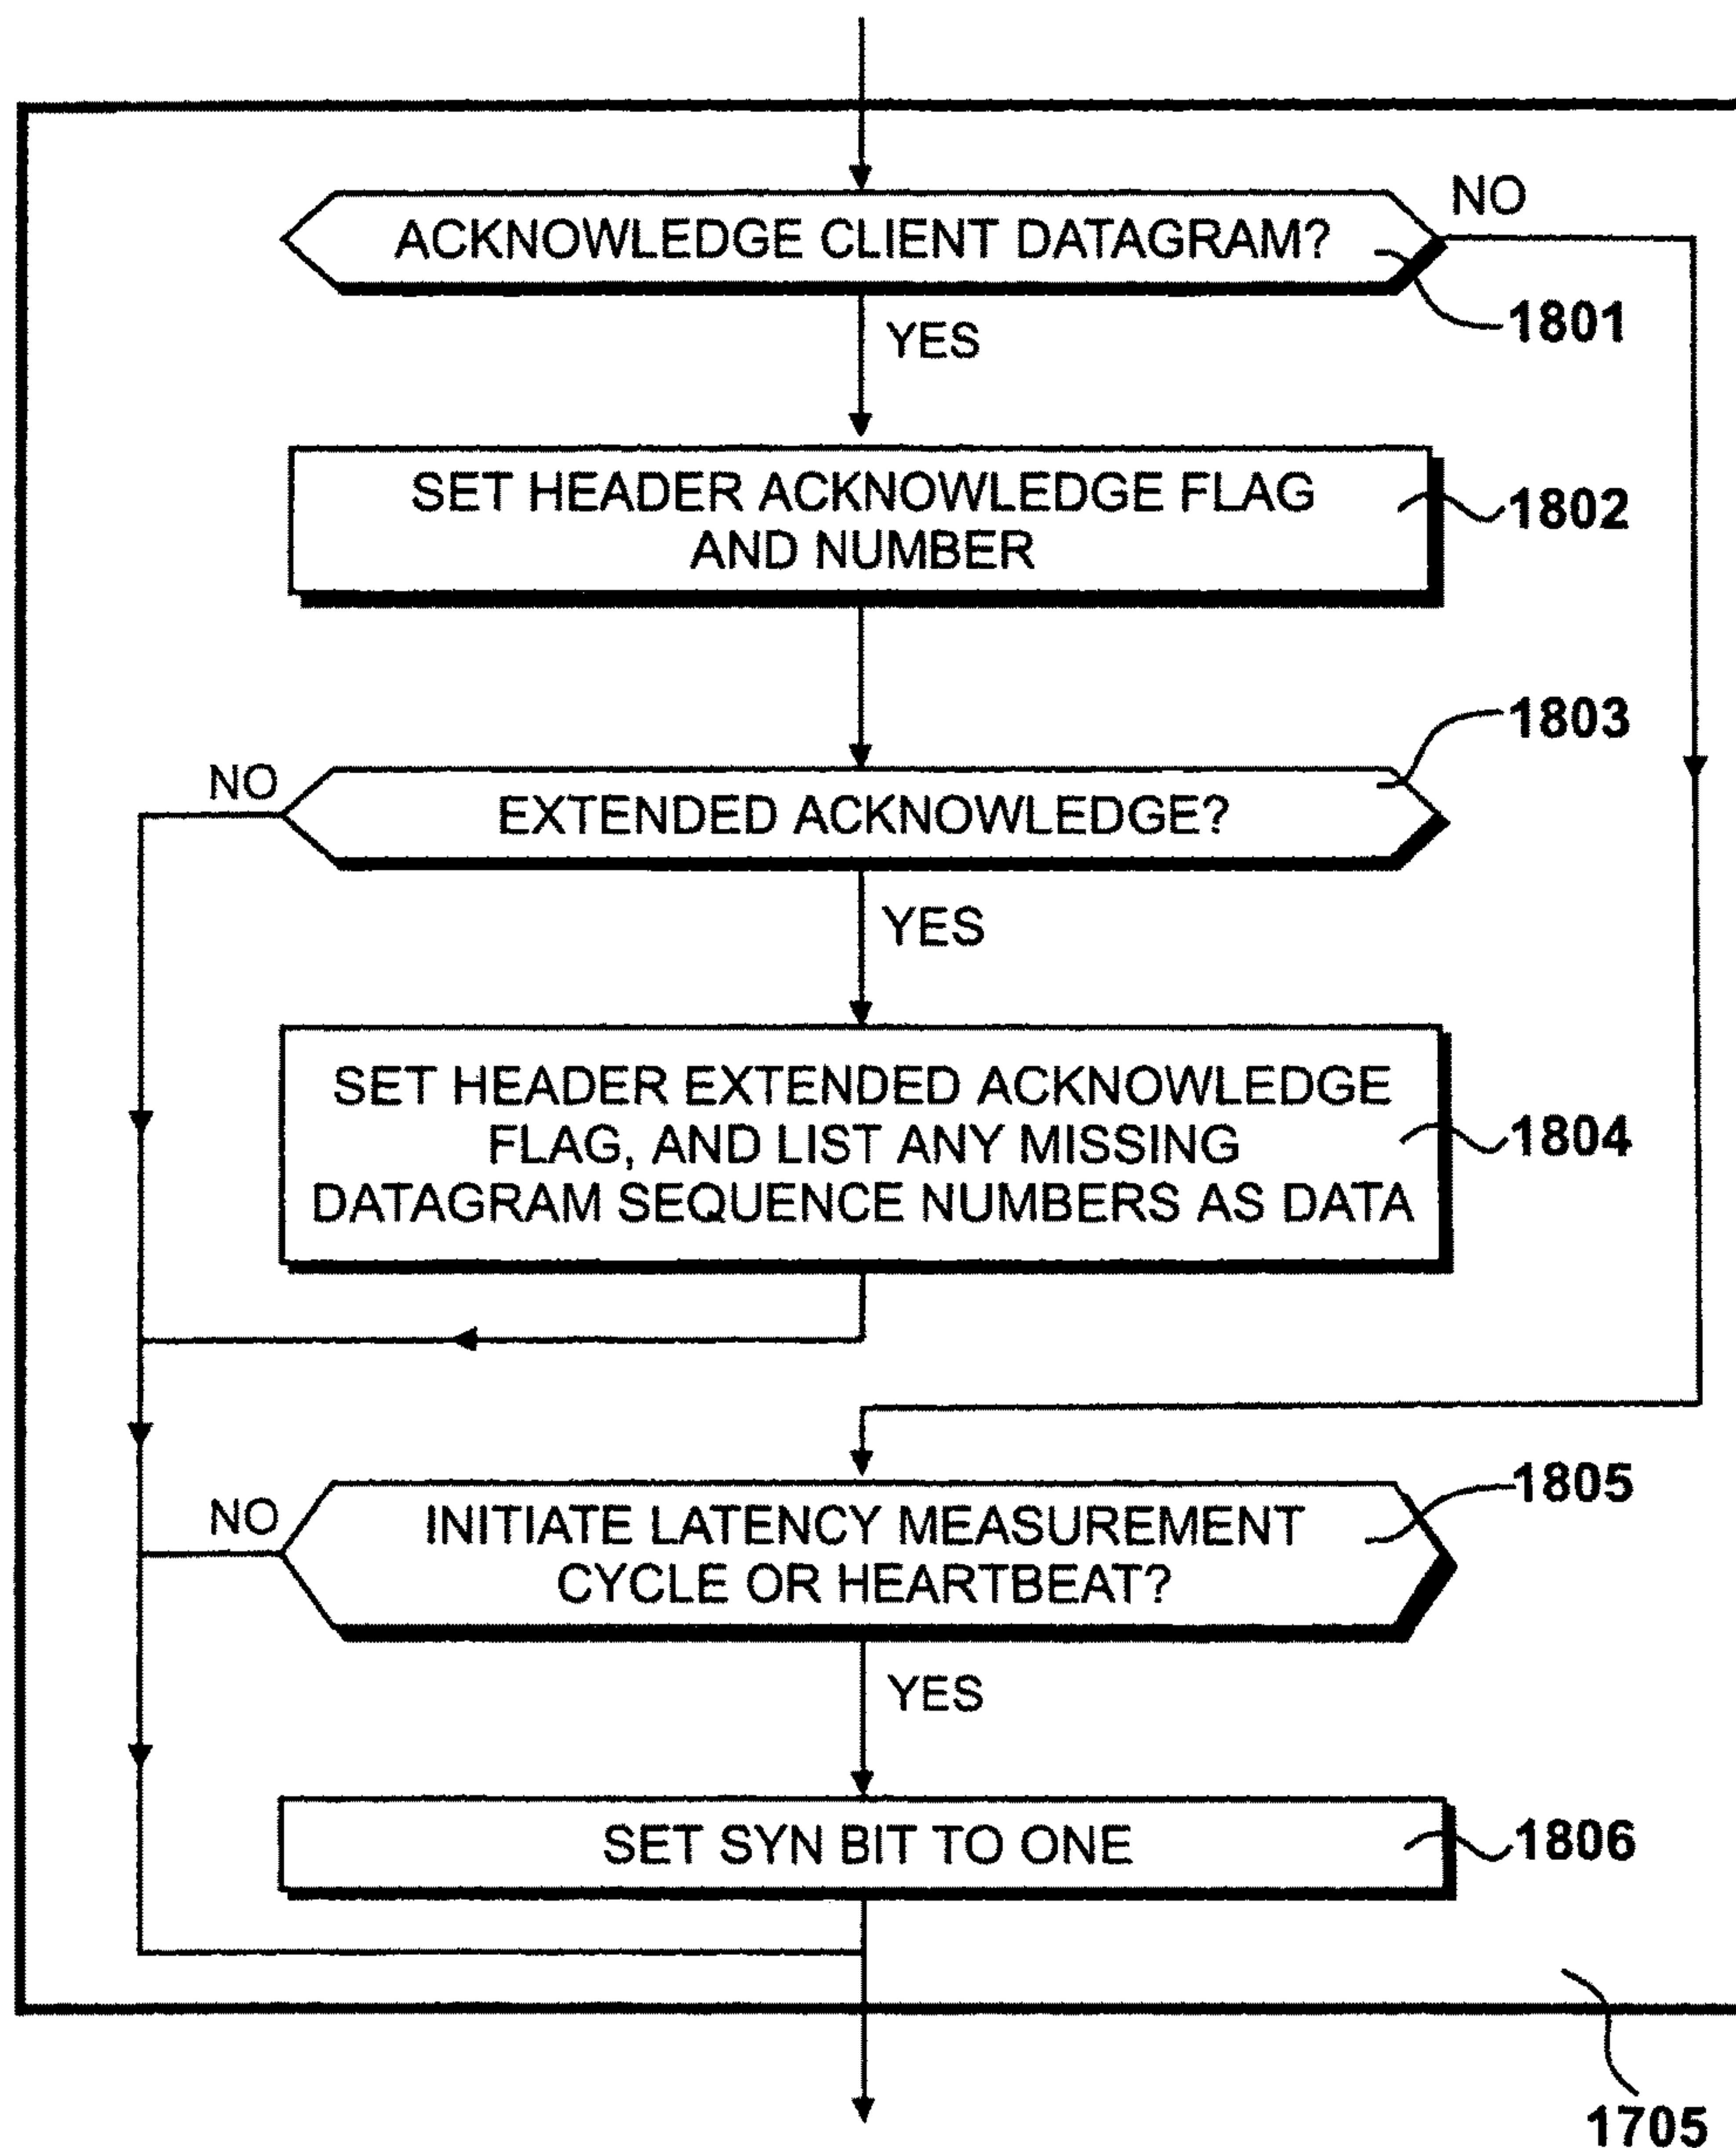 NO
ACKNOWLEDGE CLIENT DATAGRAM?
1801
YES
SET HEADER ACKNOWLEDGE FLAG
AND NUMBER
1802
1803
NO
EXTENDED ACKNOWLEDGE?
YES
SET HEADER EXTENDED ACKNOWLEDGE
FLAG, AND LIST ANY MISSING
DATAGRAM SEQUENCE NUMBERS AS DATA
1804
1805
NO
INITIATE LATENCY MEASUREMENT
CYCLE OR HEARTBEAT?
YES
SET SYN BIT TO ONE
1806
1705